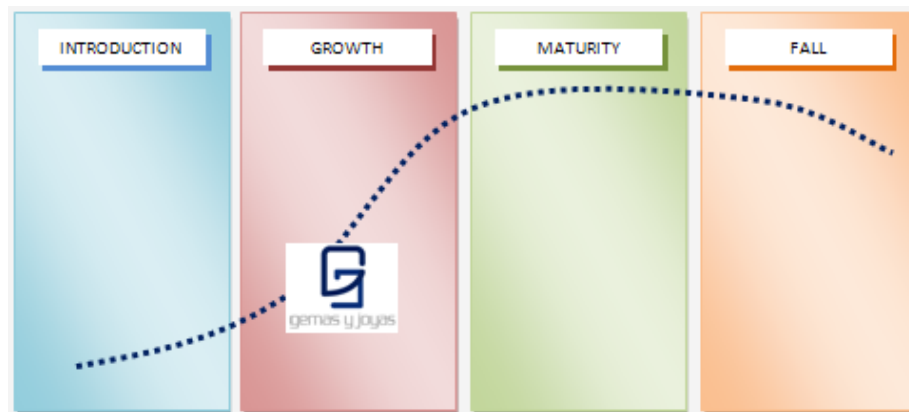 INTRODUCTION
GROWTH
MATURITY
FALL
gemas y joyas